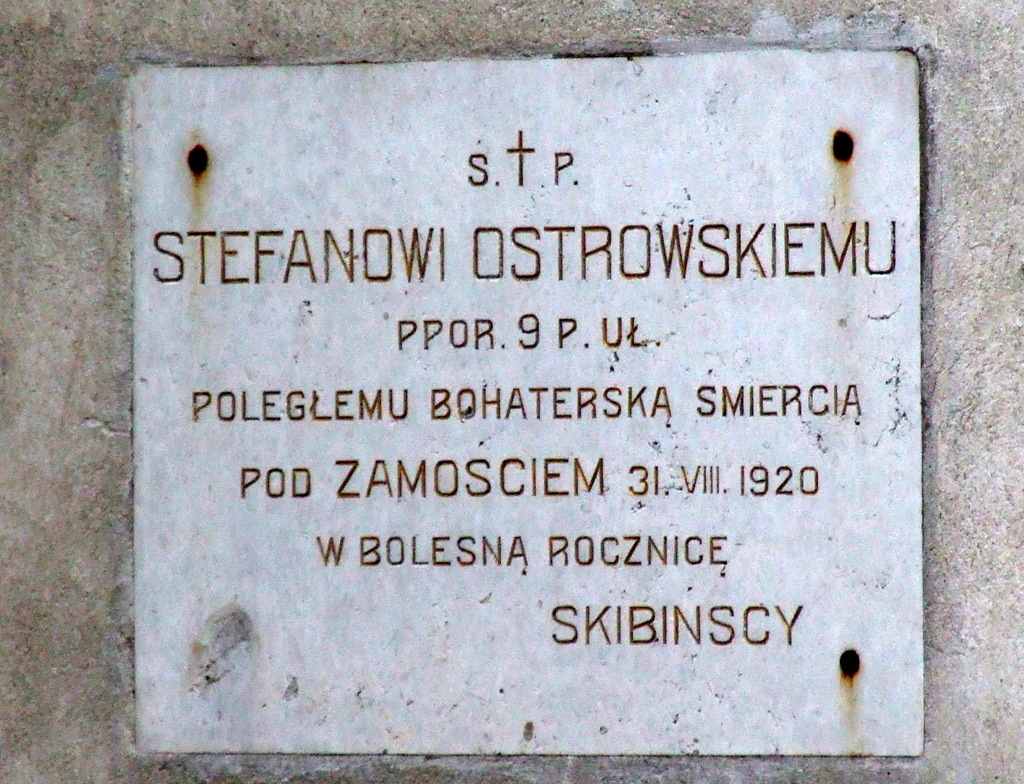 S.†.P.
STEFANOWI OSTROWSKIEMU
PPOR. 9 P. UŁ.
POLEGŁEMU BOHATERSKĄ SMIERCIĄ
POD ZAMOSCIEM 31. VIII. 1920
W BOLESNĄ ROCZNICĘ
SKIBINSCY